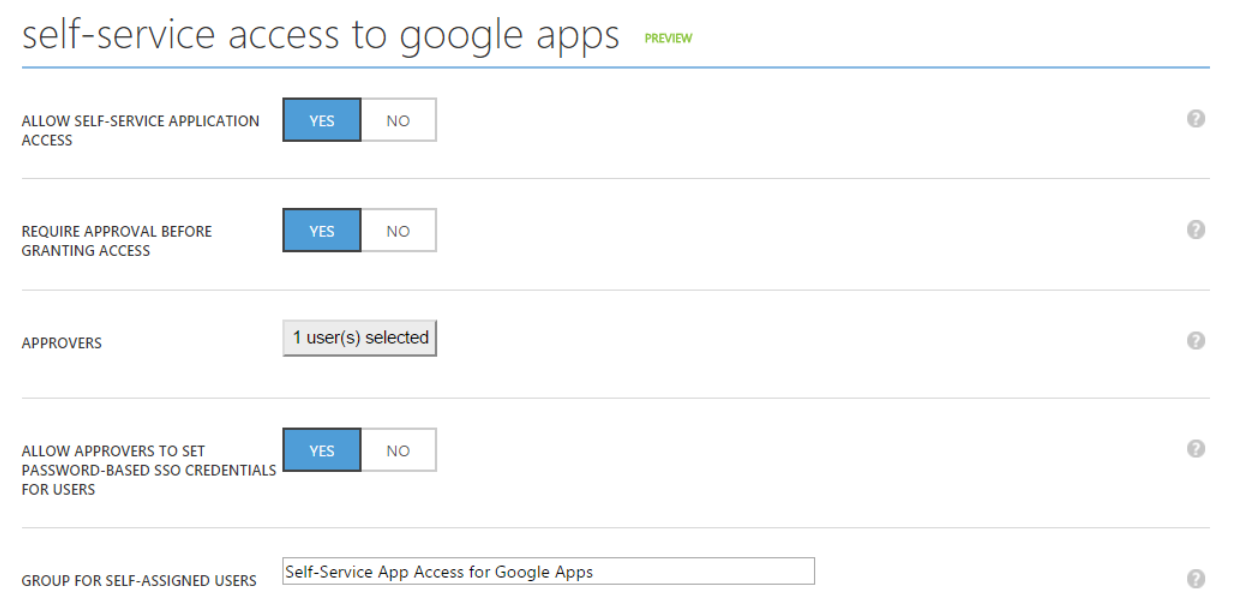 self-service access to google apps PREVIEW
ALLOW SELF-SERVICE APPLICATION
ACCESS
YES NO
?
REQUIRE APPROVAL BEFORE
GRANTING ACCESS
YES NO
?
APPROVERS
1 user(s) selected
?
ALLOW APPROVERS TO SET
PASSWORD-BASED SSO CREDENTIALS
FOR USERS
YES NO
?
GROUP FOR SELF-ASSIGNED USERS
Self-Service App Access for Google Apps
?